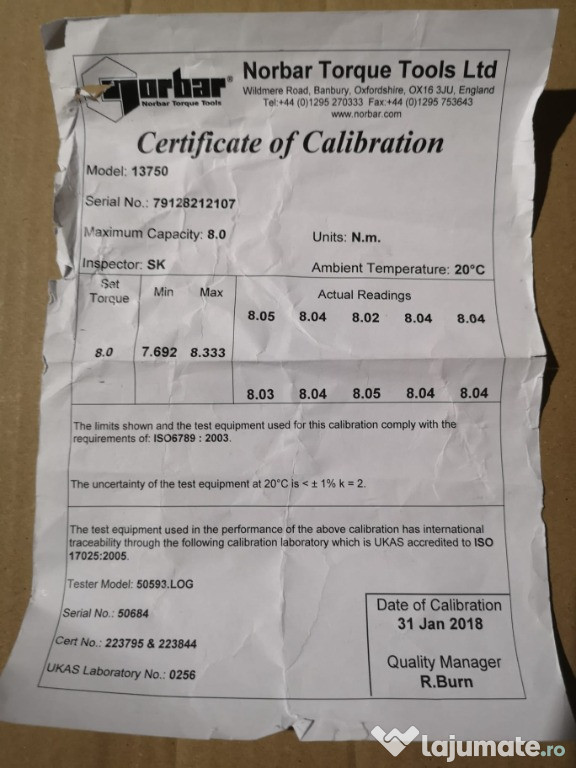 Norbar®
Norbar Torque Tools
Norbar Torque Tools Ltd
Wildmere Road, Banbury, Oxfordshire, OX16 3JU, England
Tel:+44 (0)1295 270333 Fax:+44 (0)1295 753643
www.norbar.com
Certificate of Calibration
Model: 13750
Serial No.: 79128212107
Maximum Capacity: 8.0 Units: N.m.
Inspector: SK Ambient Temperature: 20°C
Set Torque Min Max Actual Readings
8.05 8.04 8.02 8.04 8.04
8.0 7.692 8.333
8.03 8.04 8.05 8.04 8.04
The limits shown and the test equipment used for this calibration comply with the
requirements of: ISO6789 : 2003.
The uncertainty of the test equipment at 20°C is < ± 1% k = 2.
The test equipment used in the performance of the above calibration has international
traceability through the following calibration laboratory which is UKAS accredited to ISO
17025:2005.
Tester Model: 50593.LOG
Serial No.: 50684
Cert No.: 223795 & 223844
UKAS Laboratory No.: 0256
Date of Calibration
31 Jan 2018
Quality Manager
R.Burn
lajumate.ro